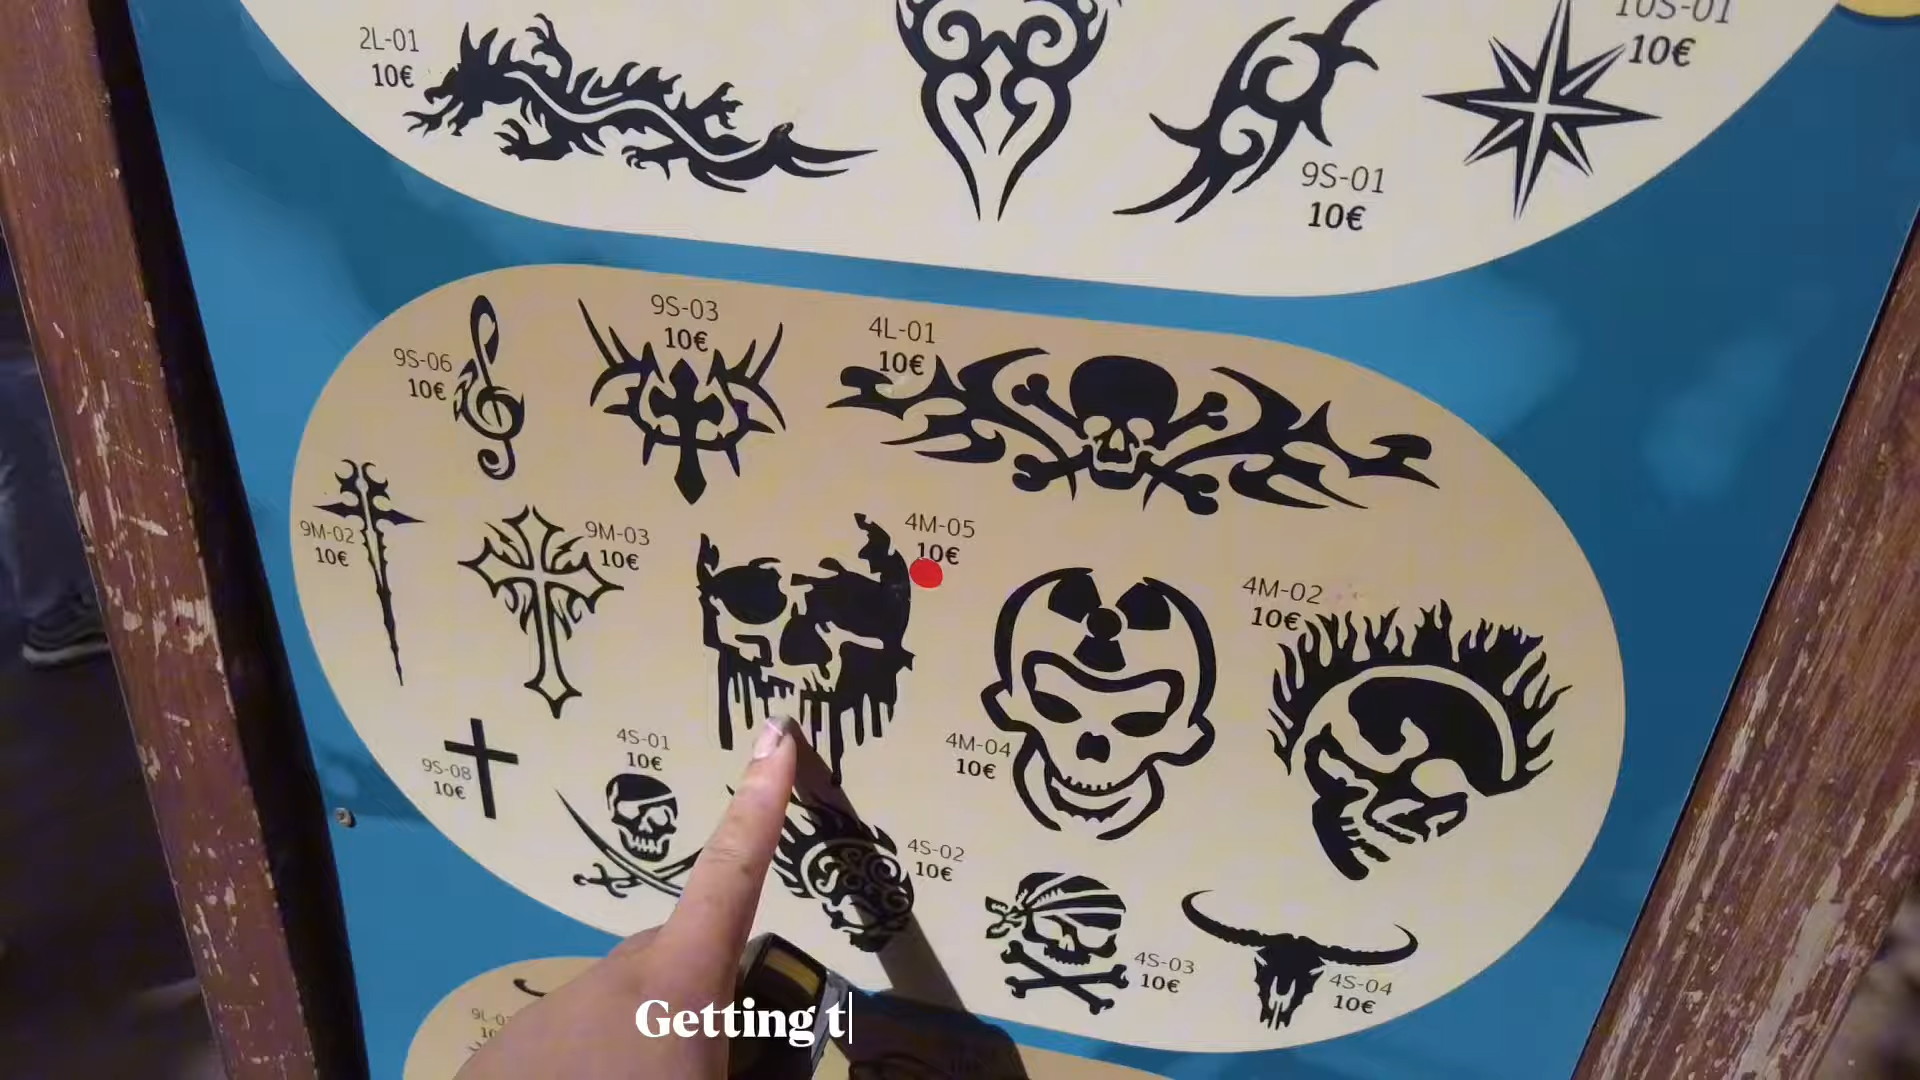 2L-01
10€
10S-01
10€
9S-01
10€
9S-06
10€
9S-03
10€
4L-01
10€
9M-02
10€
9M-03
10€
4M-05
10€
4M-02
10€
4M-04
10€
9S-08
10€
4S-01
10€
4S-02
10€
4S-03
10€
4S-04
10€
Getting t